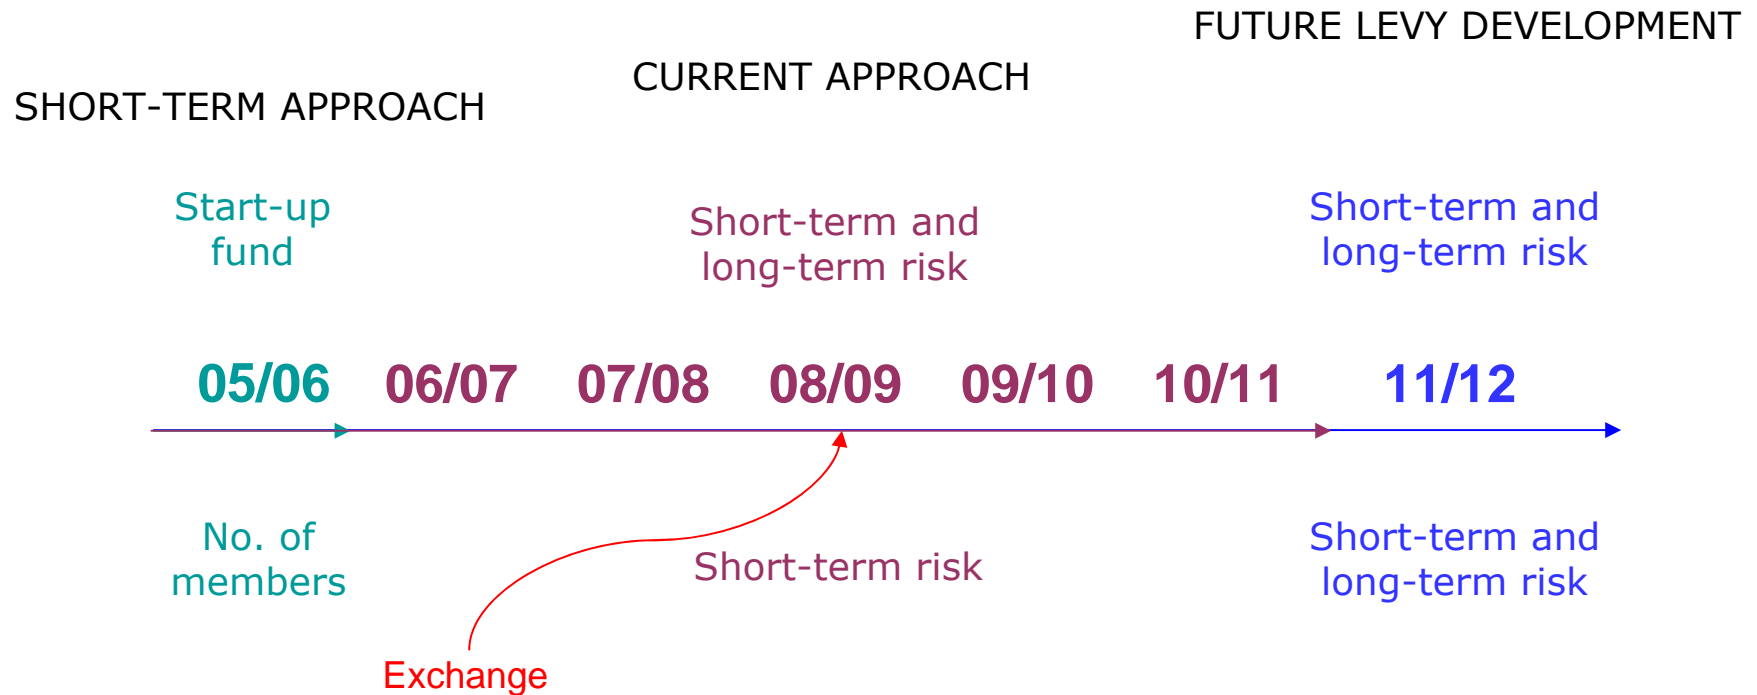 FUTURE LEVY DEVELOPMENT
CURRENT APPROACH
SHORT-TERM APPROACH
Start-up
fund
Short-term and
long-term risk
Short-term and
long-term risk
05/06 06/07 07/08 08/09 09/10 10/11 11/12
No. of
members
Short-term risk
Short-term and
long-term risk
Exchange